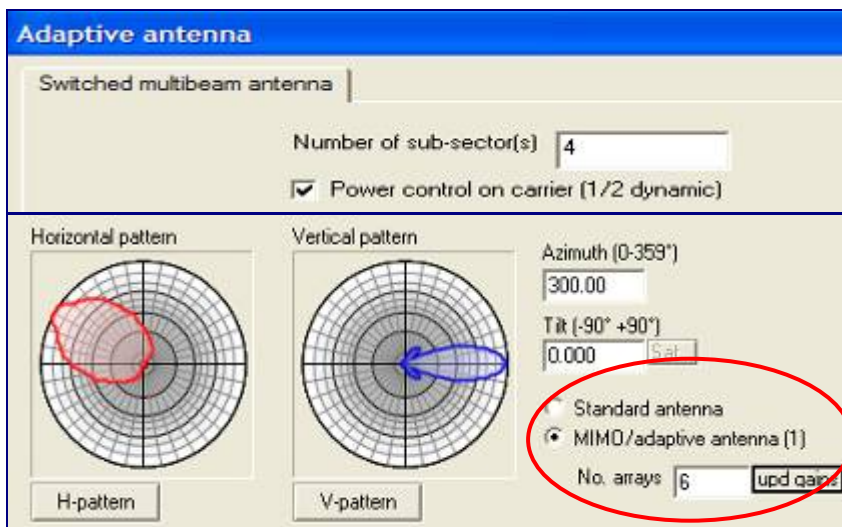 Adaptive antenna
Switched multibeam antenna
Number of sub-sector(s) 4
Power control on carrier (1/2 dynamic)
Horizontal pattern
Vertical pattern
Azimuth (0-359°)
300.00
Tilt (-90° +90°)
0.000 Sat.
Standard antenna
MIMO/adaptive antenna (1)
No. arrays 6 upd gains
H-pattern
V-pattern